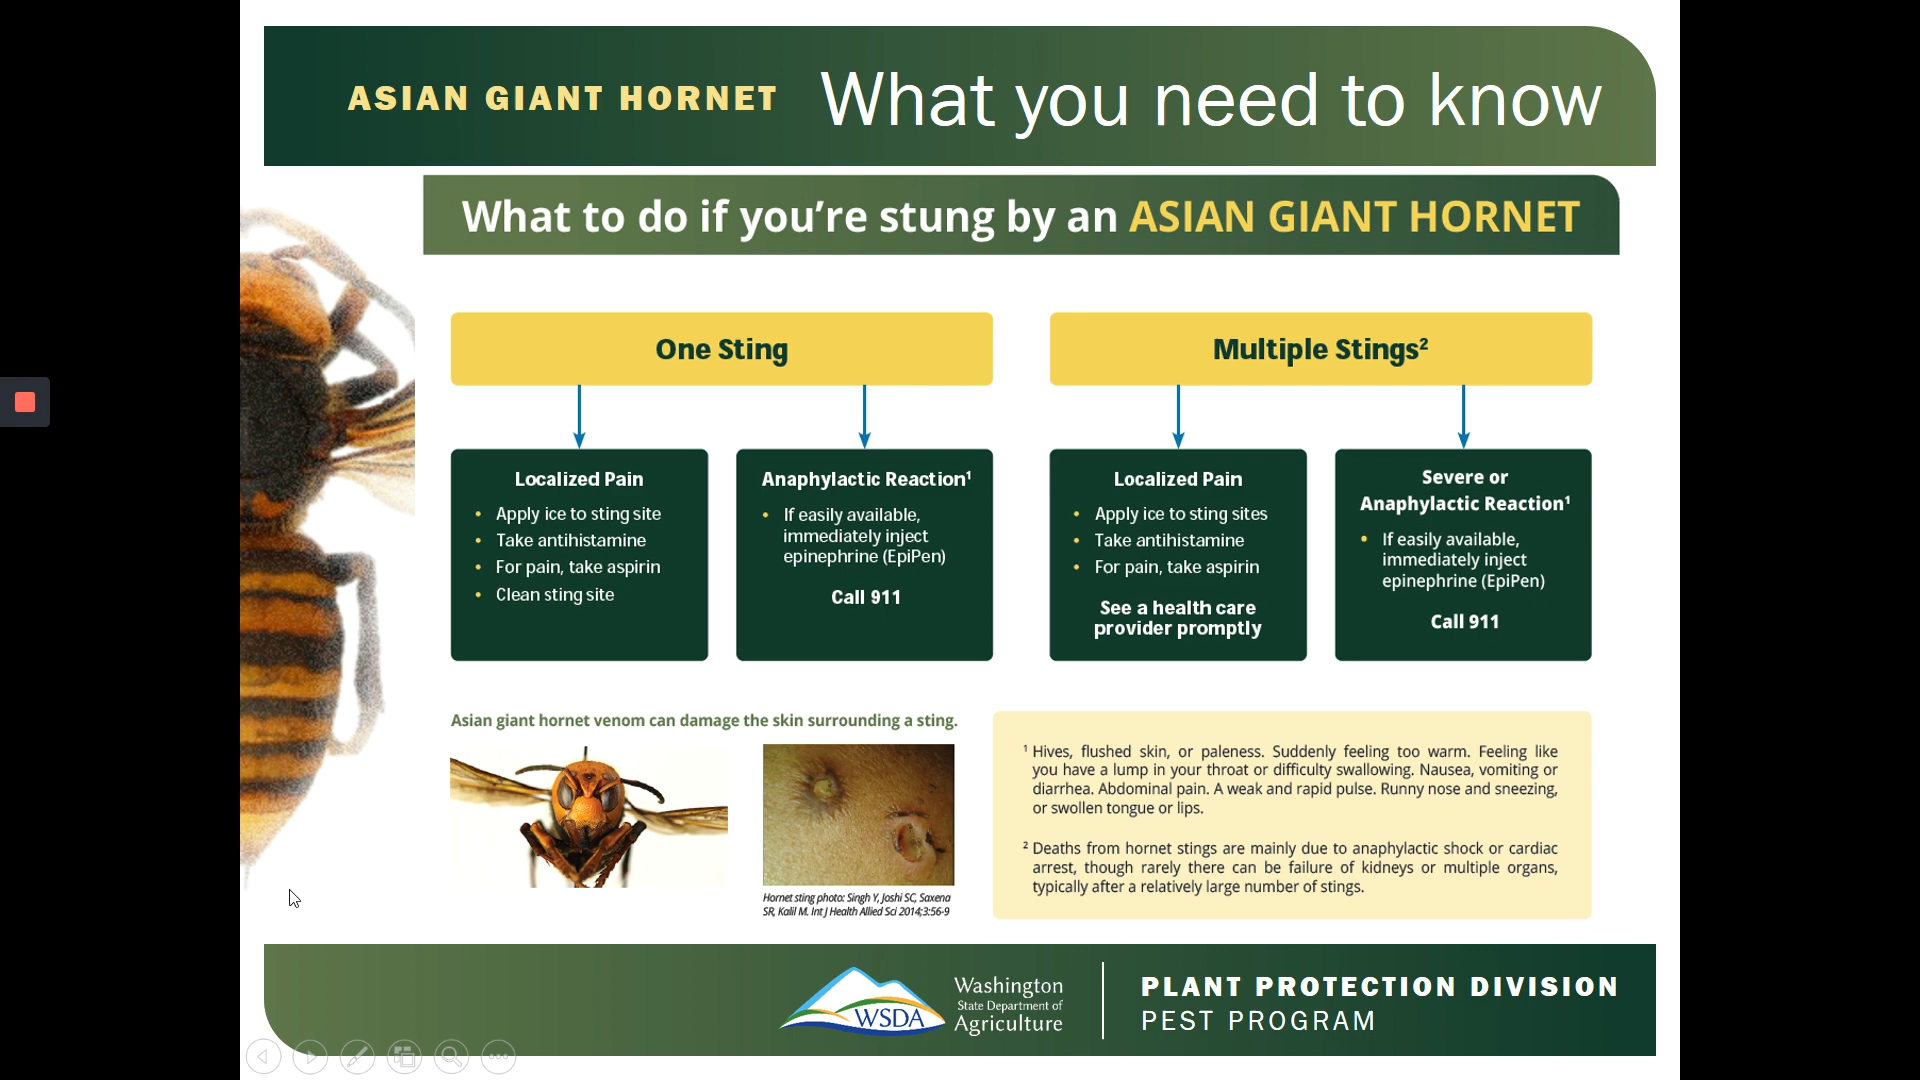 ASIAN GIANT HORNET What you need to know
What to do if you're stung by an ASIAN GIANT HORNET
One Sting
Localized Pain
• Apply ice to sting site
• Take antihistamine
• For pain, take aspirin
• Clean sting site
Anaphylactic Reaction¹
• If easily available,
immediately inject
epinephrine (EpiPen)
Call 911
Multiple Stings²
Localized Pain
• Apply ice to sting sites
• Take antihistamine
• For pain, take aspirin
See a health care
provider promptly
Severe or
Anaphylactic Reaction¹
• If easily available,
immediately inject
epinephrine (EpiPen)
Call 911
Asian giant hornet venom can damage the skin surrounding a sting.
Hornet sting photo: Singh Y, Joshi SC, Saxena
SR, Kalil M. Int J Health Allied Sci 2014;3:56-9
¹ Hives, flushed skin, or paleness. Suddenly feeling too warm. Feeling like
you have a lump in your throat or difficulty swallowing. Nausea, vomiting or
diarrhea. Abdominal pain. A weak and rapid pulse. Runny nose and sneezing,
or swollen tongue or lips.
² Deaths from hornet stings are mainly due to anaphylactic shock or cardiac
arrest, though rarely there can be failure of kidneys or multiple organs,
typically after a relatively large number of stings.
WSDA
Washington
State Department of
Agriculture
PLANT PROTECTION DIVISION
PEST PROGRAM